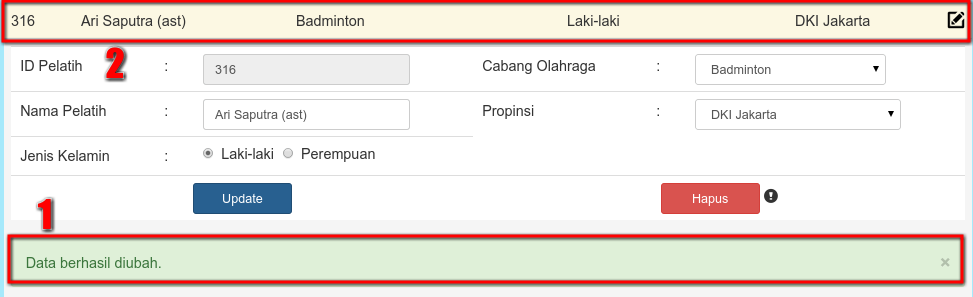 316 Ari Saputra (ast) Badminton Laki-laki DKI Jakarta
2
ID Pelatih : 316 Cabang Olahraga : Badminton
Nama Pelatih : Ari Saputra (ast) Propinsi : DKI Jakarta
Jenis Kelamin : Laki-laki Perempuan
Update Hapus
1
Data berhasil diubah. ×